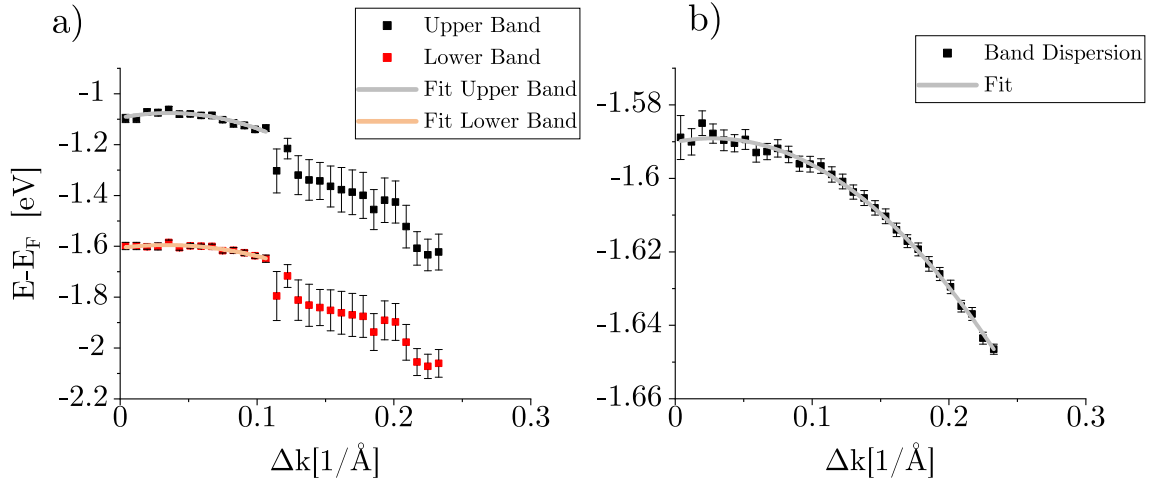 a)
Upper Band
Lower Band
Fit Upper Band
Fit Lower Band
E-E_F [eV]
-1
-1.2
-1.4
-1.6
-1.8
-2
-2.2
0
0.1
0.2
0.3
Δk[1/Å]
b)
Band Dispersion
Fit
-1.58
-1.6
-1.62
-1.64
-1.66
0
0.1
0.2
0.3
Δk[1/Å]